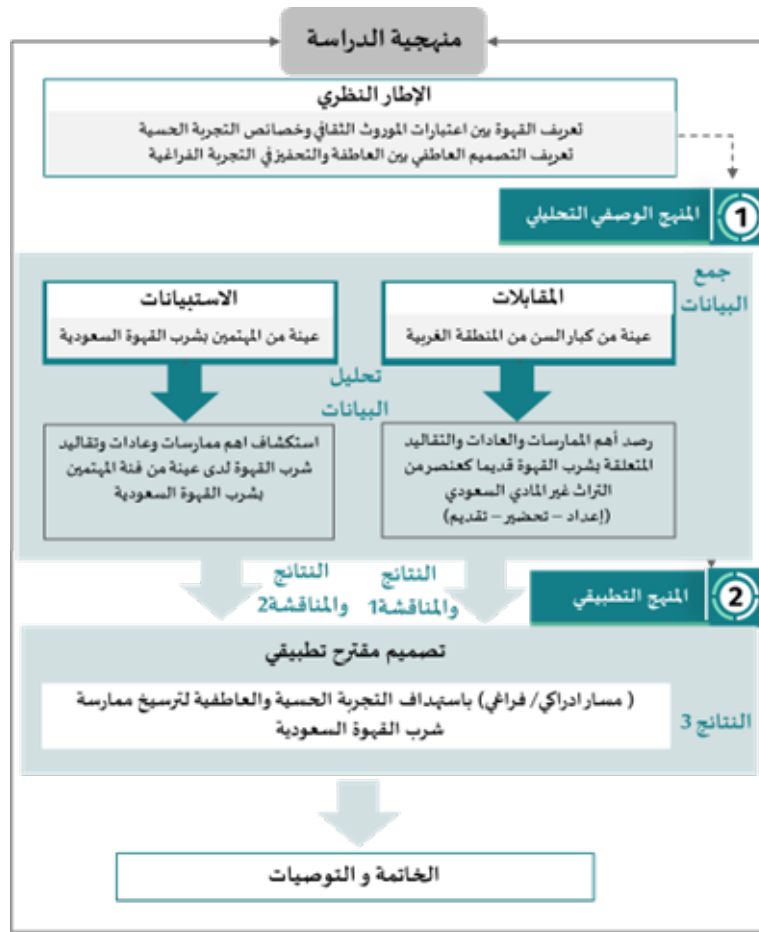 منهجية الدراسة
الإطار النظري
تعريف القهوة بين اعتبارات الموروث الثقافي وخصائص التجربة الحسية
تعريف التصميم العاطفي بين العاطفة والتحفيز في التجربة الفراغية
1
المنهج الوصفي التحليلي
جمع
البيانات
المقابلات
عينة من كبار السن من المنطقة الغربية
الاستبيانات
عينة من المهتمين بشرب القهوة السعودية
تحليل
البيانات
رصد أهم الممارسات والعادات والتقاليد
المتعلقة بشرب القهوة قديما كعنصر من
التراث غير المادي السعودي
(إعداد – تحضير – تقديم)
استكشاف اهم ممارسات وعادات وتقاليد
شرب القهوة لدى عينة من فئة المهتمين
بشرب القهوة السعودية
النتائج
والمناقشة1
النتائج
والمناقشة2
2
المنهج التطبيقي
تصميم مقترح تطبيقي
( مسار ادراكي/ فراغي) باستهداف التجربة الحسية والعاطفية لترسيخ ممارسة
شرب القهوة السعودية
النتائج 3
الخاتمة و التوصيات